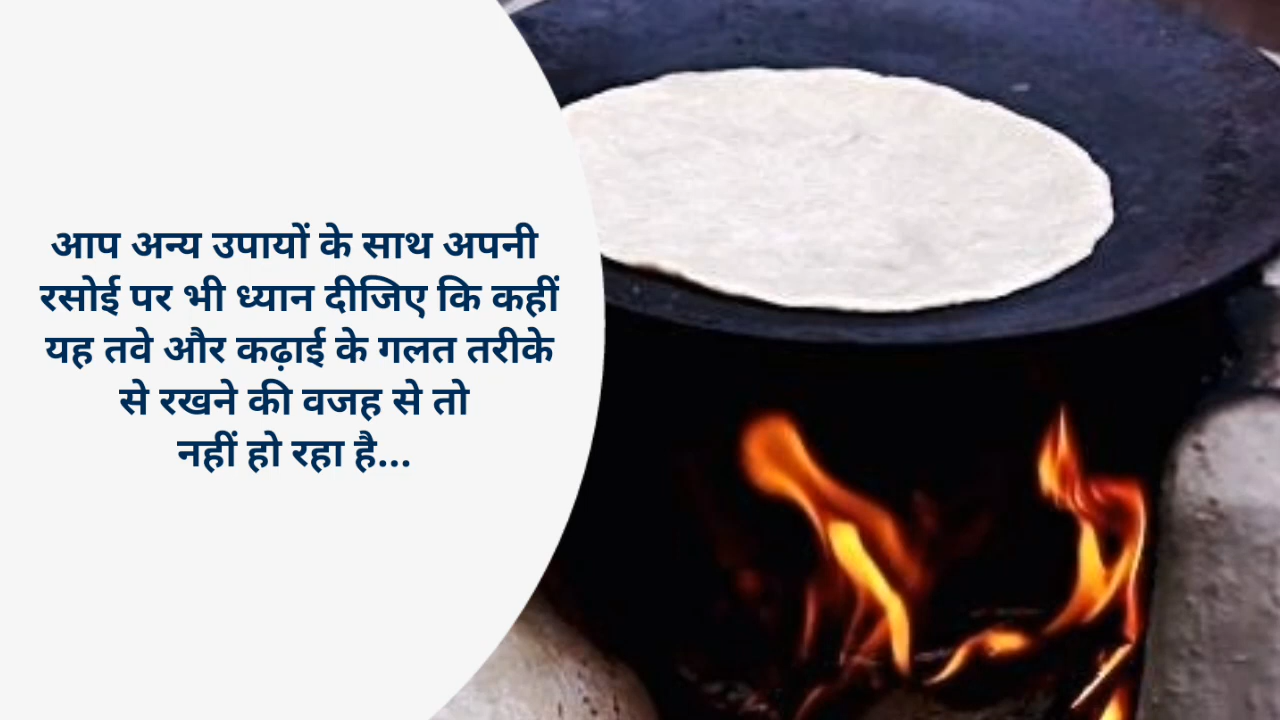 आप अन्य उपायों के साथ अपनी
रसोई पर भी ध्यान दीजिए कि कहीं
यह तवे और कढ़ाई के गलत तरीके
से रखने की वजह से तो
नहीं हो रहा है...